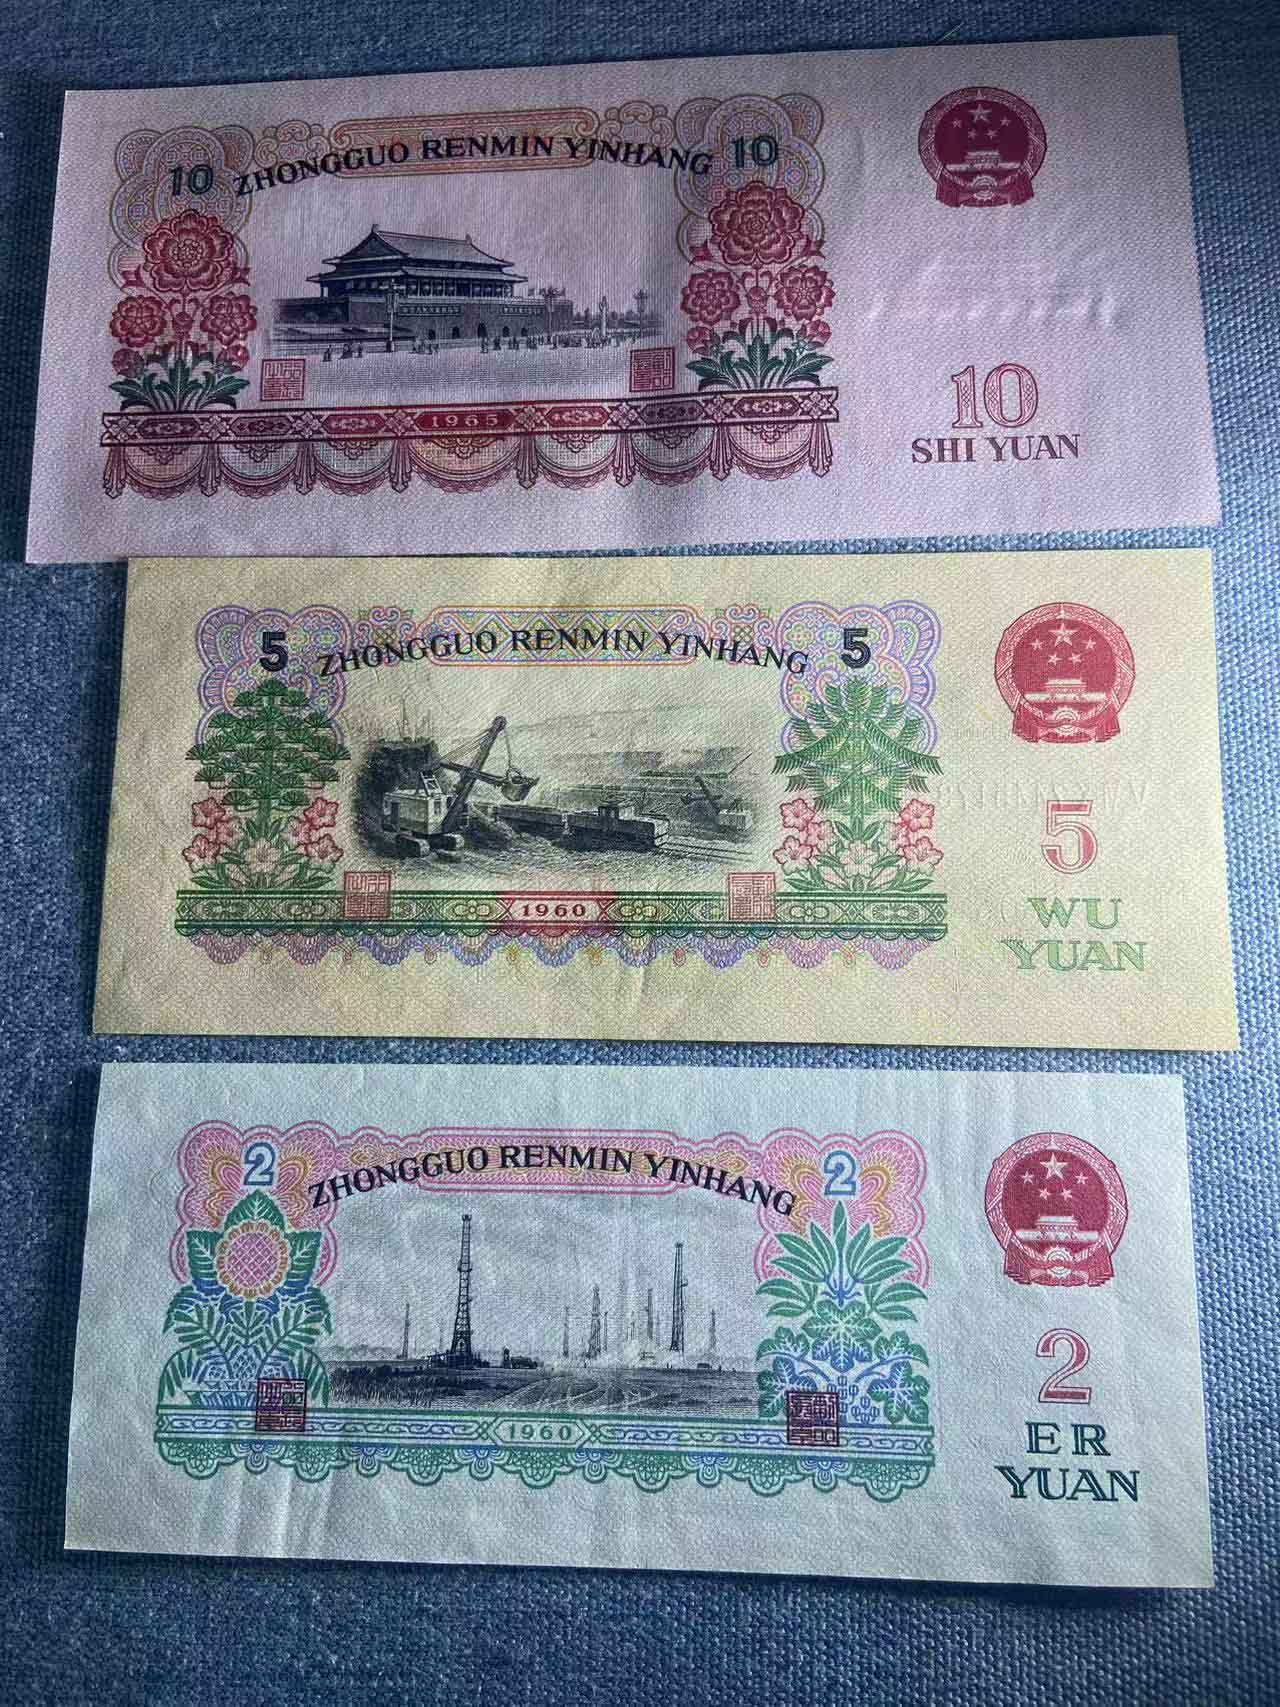 10 ZHONGGUO RENMIN YINHANG 10
1965
10
SHI YUAN
5 ZHONGGUO RENMIN YINHANG 5
1960
5
WU
YUAN
2 ZHONGGUO RENMIN YINHANG 2
1960
2
ER
YUAN